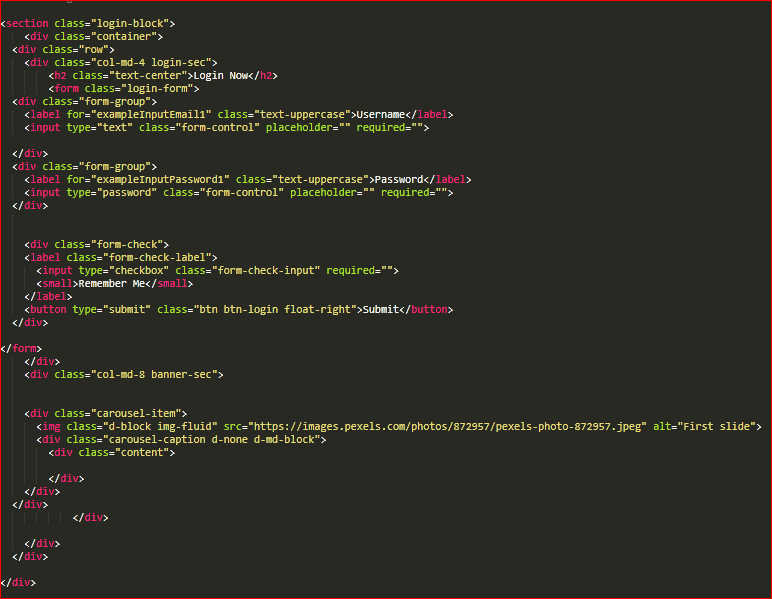 <section class="login-block">
<div class="container">
<div class="row">
<div class="col-md-4 login-sec">
<h2 class="text-center">Login Now</h2>
<form class="login-form">
<div class="form-group">
<label for="exampleInputEmail1" class="text-uppercase">Username</label>
<input type="text" class="form-control" placeholder="" required="">
</div>
<div class="form-group">
<label for="exampleInputPassword1" class="text-uppercase">Password</label>
<input type="password" class="form-control" placeholder="" required="">
</div>
<div class="form-check">
<label class="form-check-label">
<input type="checkbox" class="form-check-input" required="">
<small>Remember Me</small>
</label>
<button type="submit" class="btn btn-login float-right">Submit</button>
</div>
</form>
</div>
<div class="col-md-8 banner-sec">
<div class="carousel-item">
<img class="d-block img-fluid" src="https://images.pexels.com/photos/872957/pexels-photo-872957.jpeg" alt="First slide">
<div class="carousel-caption d-none d-md-block">
<div class="content">
</div>
</div>
</div>
</div>
</div>
</div>
</div>